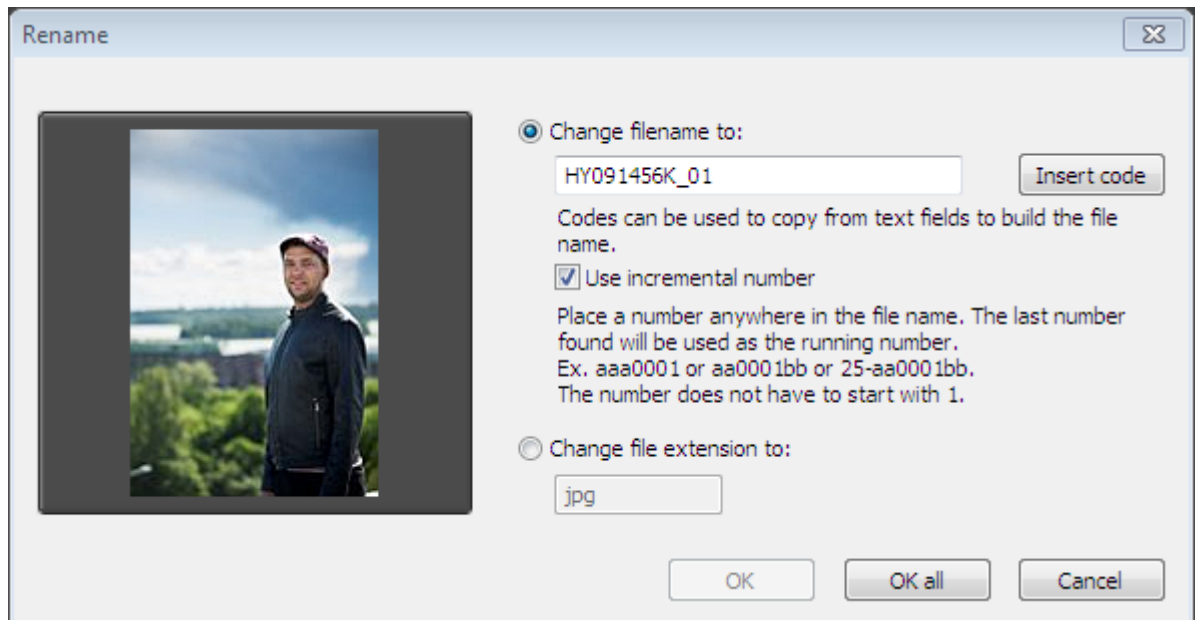 Rename
Change filename to:
HY091456K_01
Insert code
Codes can be used to copy from text fields to build the file
name.
Use incremental number
Place a number anywhere in the file name. The last number
found will be used as the running number.
Ex. aaa0001 or aa0001bb or 25-aa0001bb.
The number does not have to start with 1.
Change file extension to:
jpg
OK
OK all
Cancel